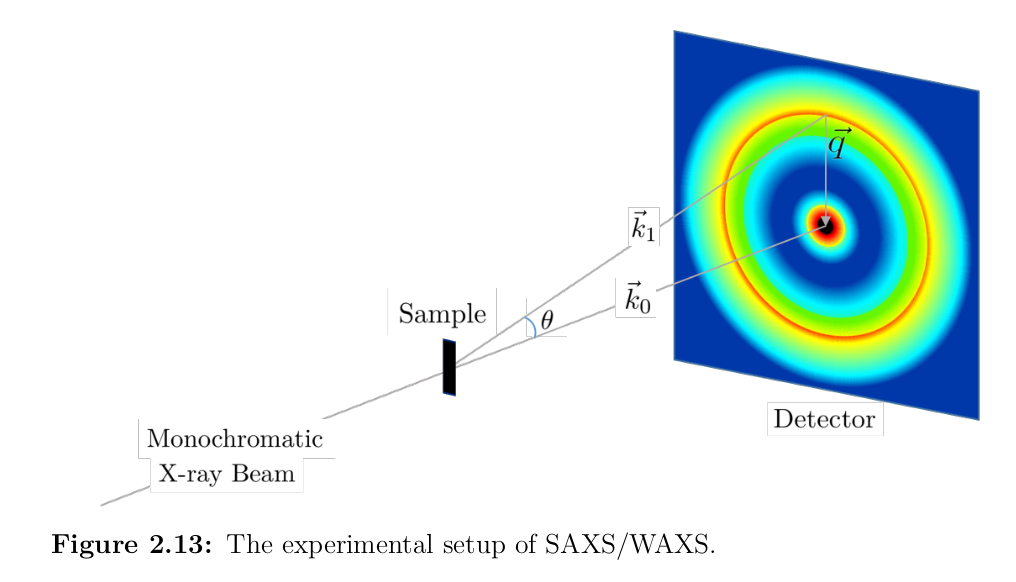 $\vec{q}$
$\vec{k}_1$
$\vec{k}_0$
Sample
θ
Detector
Monochromatic
X-ray Beam
Figure 2.13: The experimental setup of SAXS/WAXS.